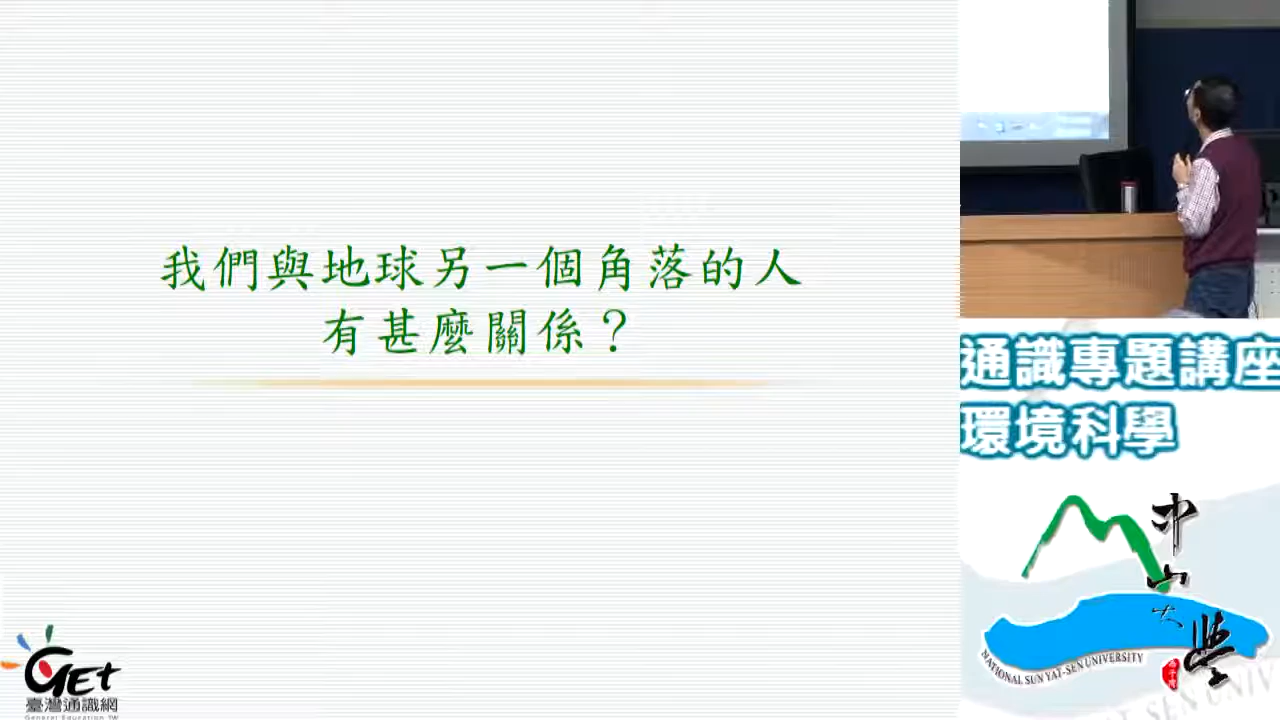 我們與地球另一個角落的人
有甚麼關係？
通識專題講座
環境科學
中山大學
NATIONAL SUN YAT-SEN UNIVERSITY
GET
臺灣通識網
General Education TW